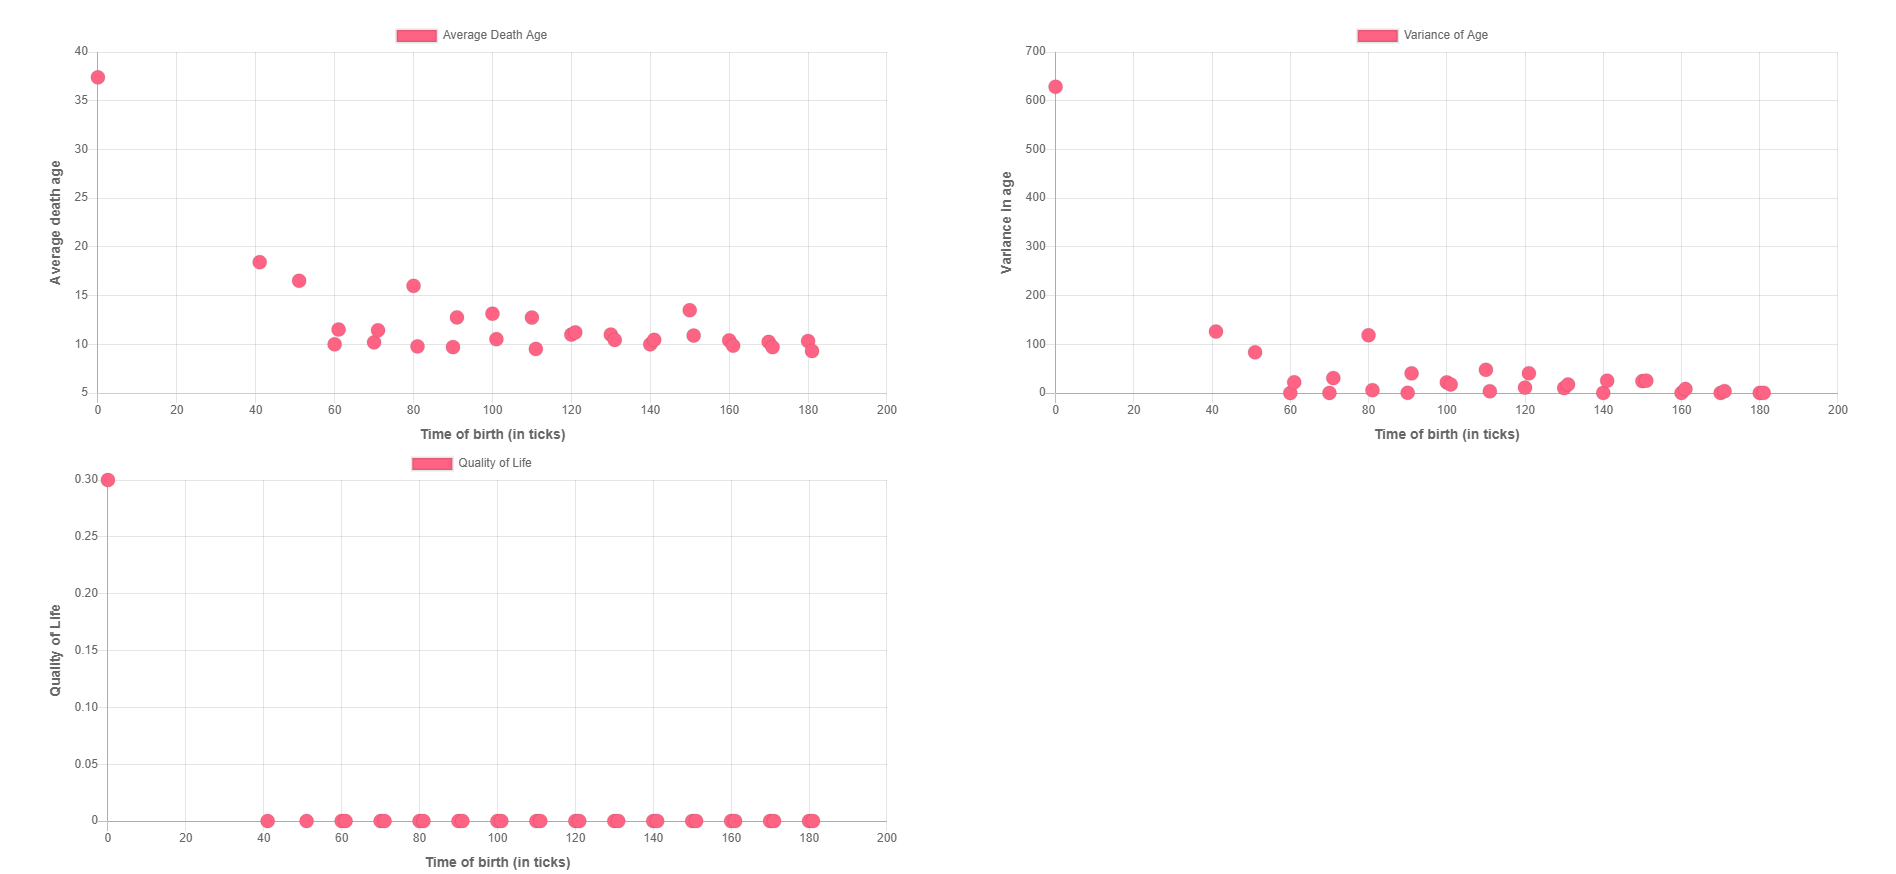 Average Death Age
40
35
30
25
20
15
10
5
Average death age
0 20 40 60 80 100 120 140 160 180 200
Time of birth (in ticks)
Variance of Age
700
600
500
400
300
200
100
0
Variance in age
0 20 40 60 80 100 120 140 160 180 200
Time of birth (in ticks)
Quality of Life
0.30
0.25
0.20
0.15
0.10
0.05
0
Quality of Life
0 20 40 60 80 100 120 140 160 180 200
Time of birth (in ticks)